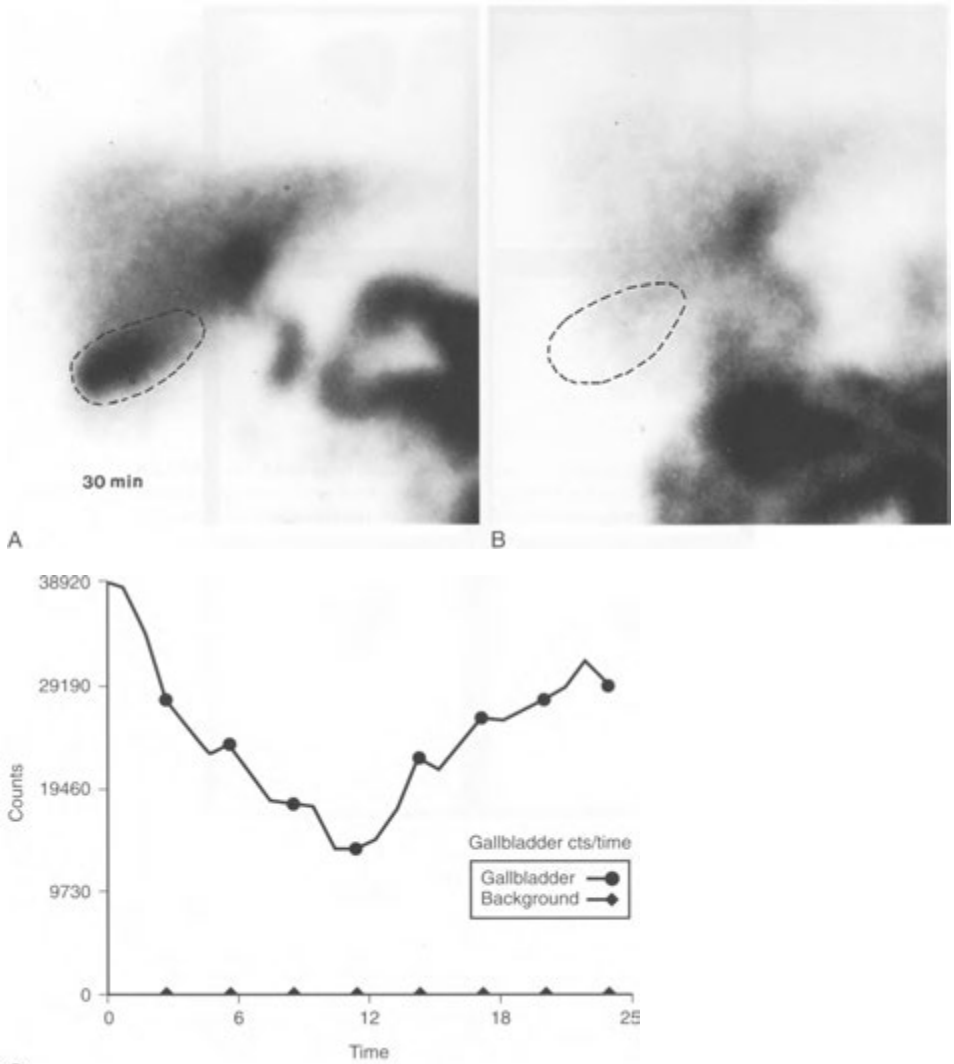 30 min
A
B
38920
29190
19460
9730
0
Counts
Gallbladder cts/time
Gallbladder
Background
0 6 12 18 25
Time